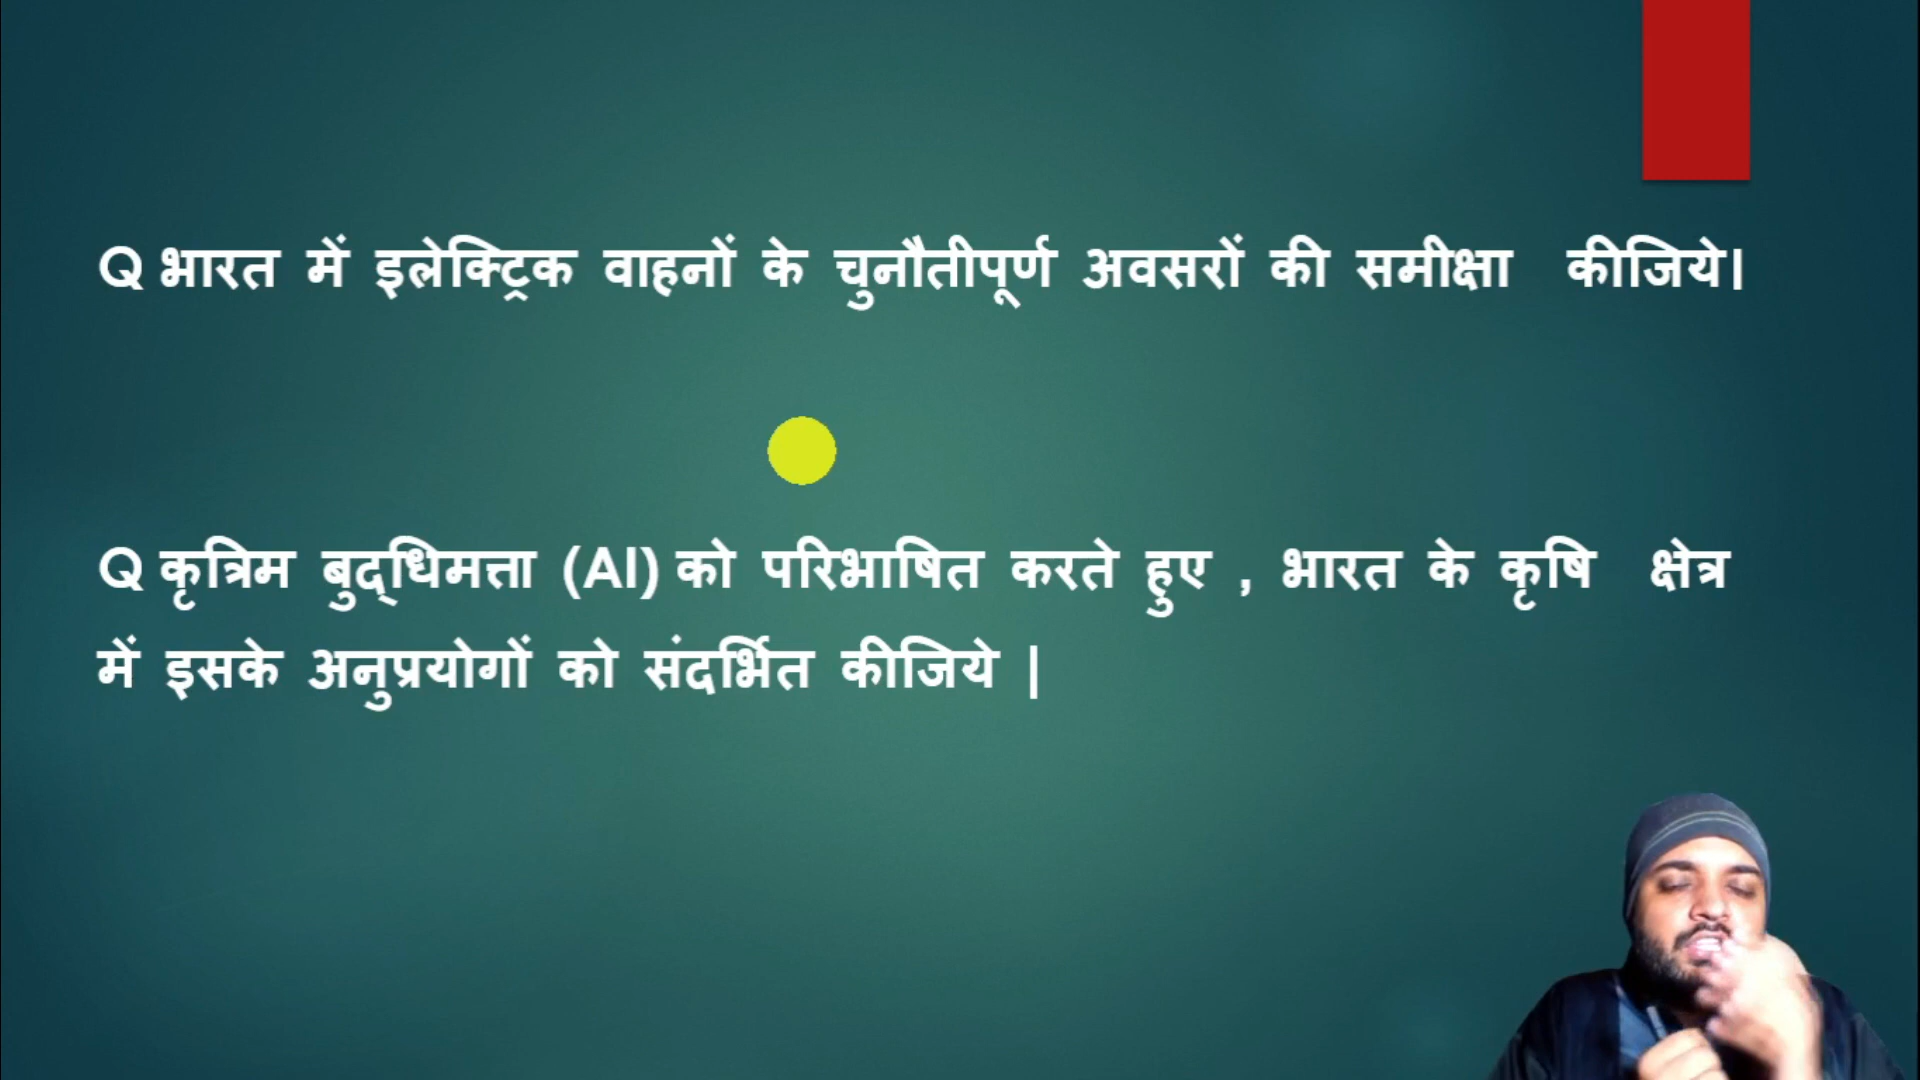 Q भारत में इलेक्ट्रिक वाहनों के चुनौतीपूर्ण अवसरों की समीक्षा कीजिये।
Q कृत्रिम बुद्धिमत्ता (AI) को परिभाषित करते हुए , भारत के कृषि क्षेत्र
में इसके अनुप्रयोगों को संदर्भित कीजिये |